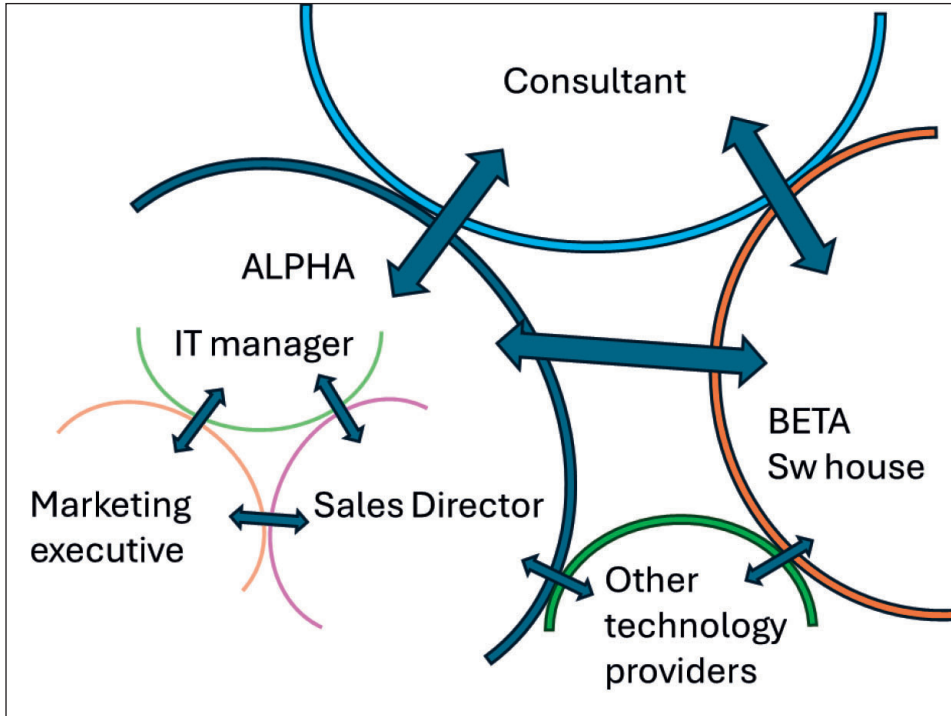 Consultant
ALPHA
IT manager
Marketing
executive
Sales Director
BETA
Sw house
Other
technology
providers